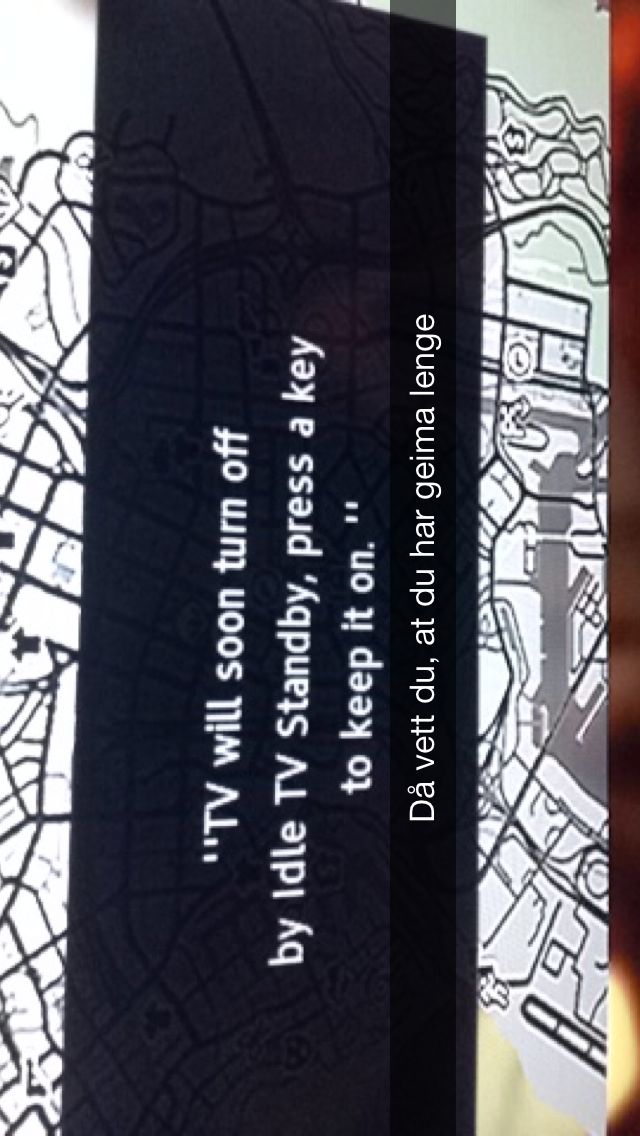 "TV will soon turn off
by Idle TV Standby, press a key
to keep it on. "
Då vett du, at du har geima lenge